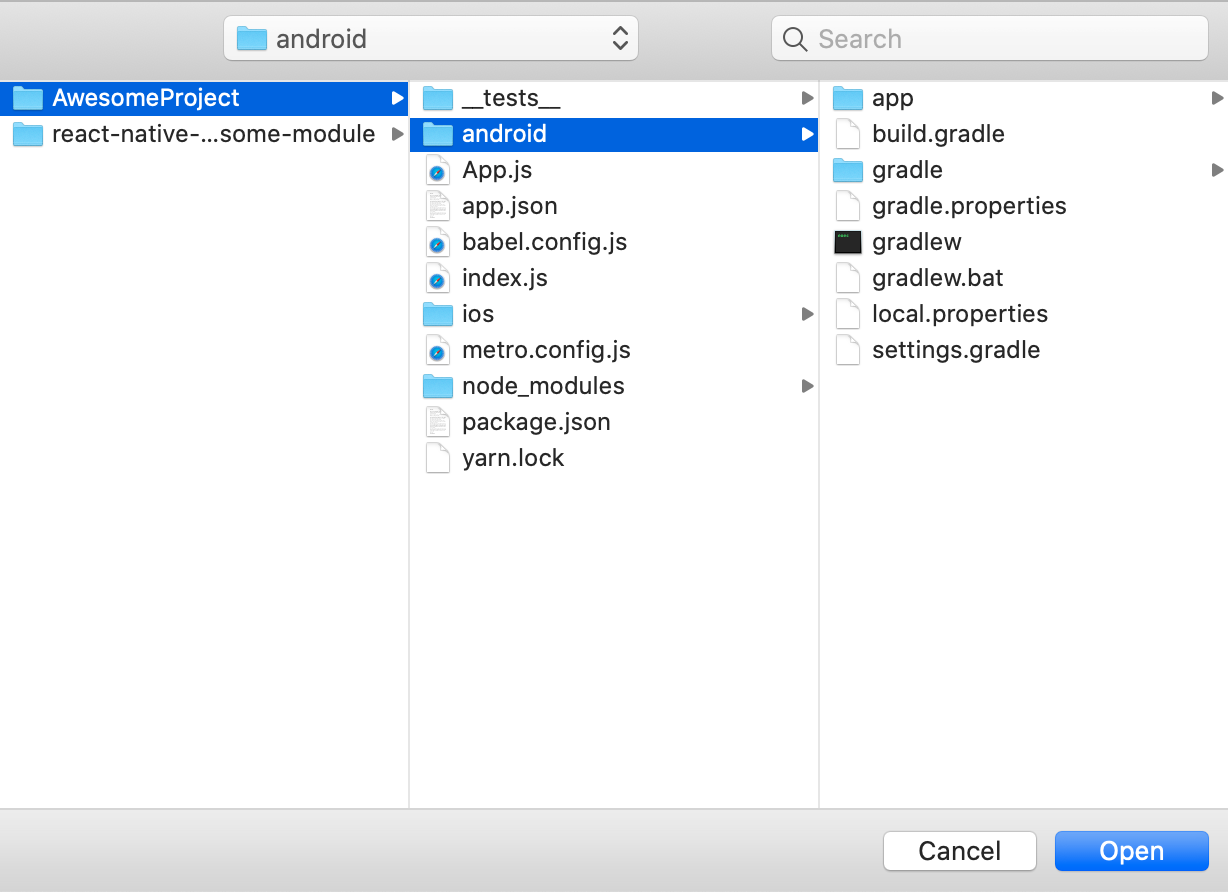 android
Search
AwesomeProject
react-native-...some-module
__tests__
android
App.js
app.json
babel.config.js
index.js
ios
metro.config.js
node_modules
package.json
yarn.lock
app
build.gradle
gradle
gradle.properties
gradlew
gradlew.bat
local.properties
settings.gradle
Cancel
Open